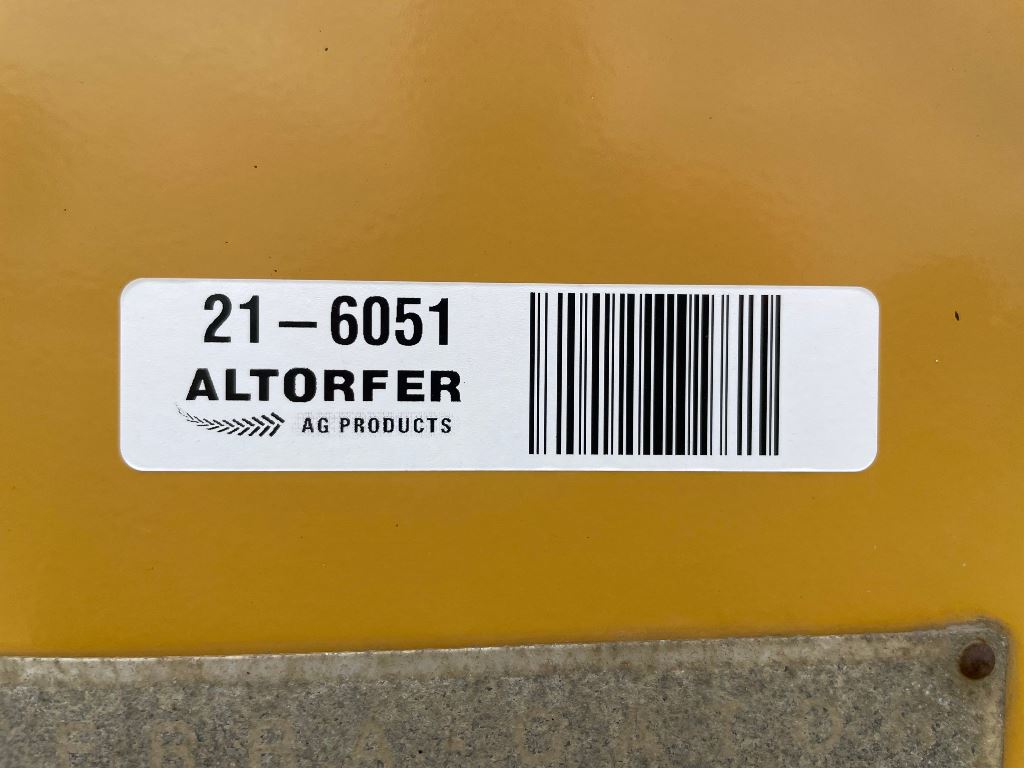 21–6051
ALTORFER
AG PRODUCTS